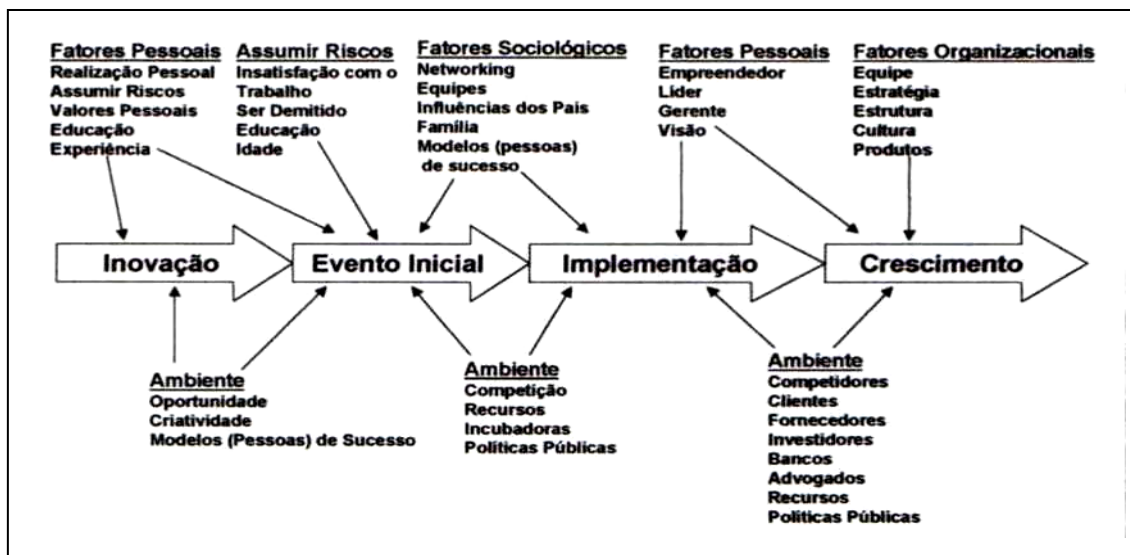 Fatores Pessoais
Realização Pessoal
Assumir Riscos
Valores Pessoais
Educação
Experiência
Assumir Riscos
Insatisfação com o
Trabalho
Ser Demitido
Educação
Idade
Fatores Sociológicos
Networking
Equipes
Influências dos Pais
Família
Modelos (pessoas)
de sucesso
Fatores Pessoais
Empreendedor
Líder
Gerente
Visão
Fatores Organizacionais
Equipe
Estratégia
Estrutura
Cultura
Produtos
Inovação
Evento Inicial
Implementação
Crescimento
Ambiente
Oportunidade
Criatividade
Modelos (Pessoas) de Sucesso
Ambiente
Competição
Recursos
Incubadoras
Políticas Públicas
Ambiente
Competidores
Clientes
Fornecedores
Investidores
Bancos
Advogados
Recursos
Políticas Públicas